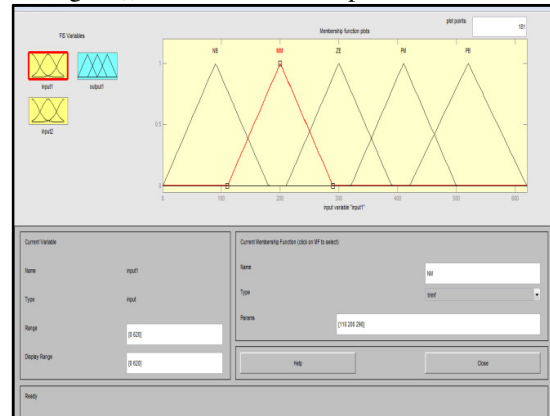 FIS Variables
input1
output1
input2
Membership function plots
plot points:
181
NB
NM
ZE
PM
PB
1
0.5
0
0
100
200
300
400
500
600
input variable "input1"
Current Variable
Name
input1
Type
input
Range
[0 620]
Display Range
[0 620]
Current Membership Function (click on MF to select)
Name
NM
Type
trimf
Params
[110 200 290]
Help
Close
Ready